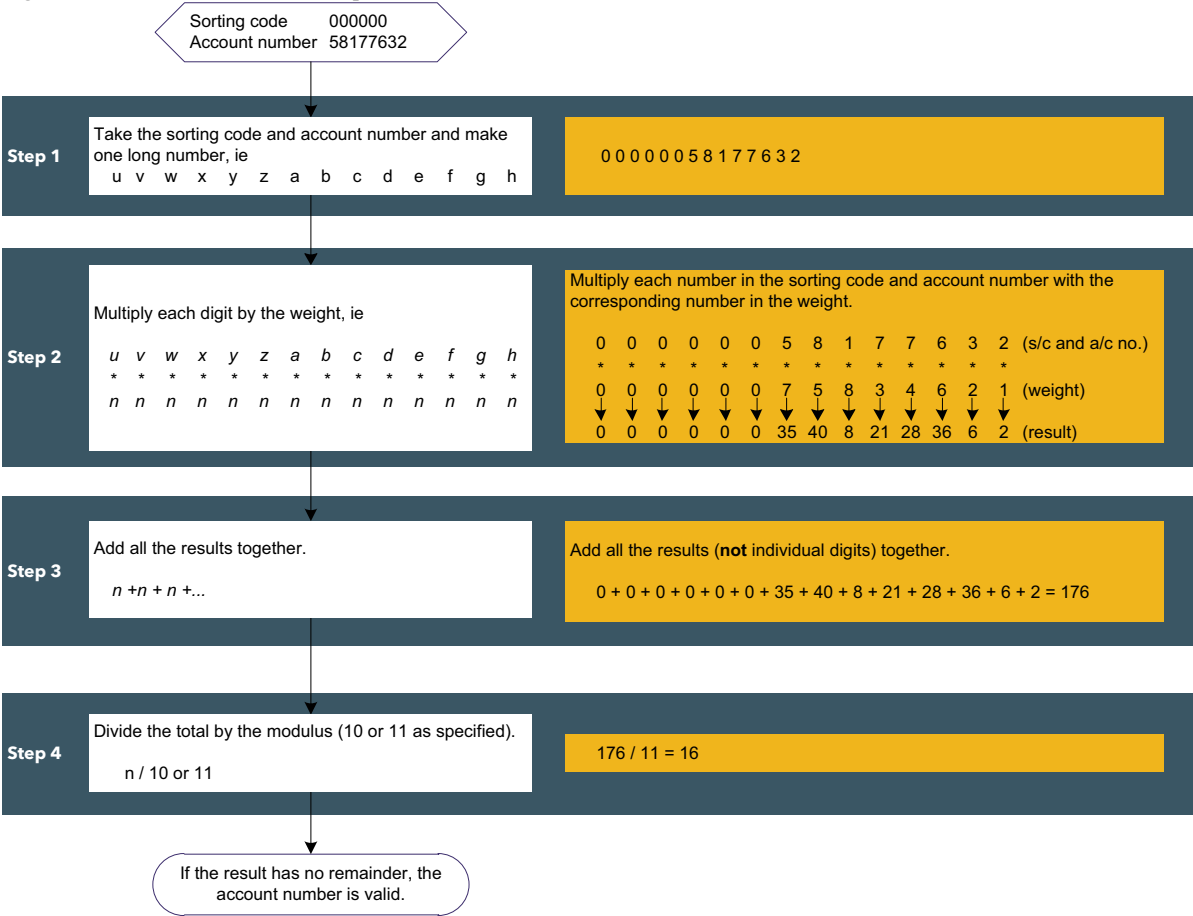 Sorting code 000000
Account number 58177632
Step 1
Take the sorting code and account number and make
one long number, ie
u v w x y z a b c d e f g h
0 0 0 0 0 0 5 8 1 7 7 6 3 2
Step 2
Multiply each digit by the weight, ie
u v w x y z a b c d e f g h
* * * * * * * * * * * * * *
n n n n n n n n n n n n n n
Multiply each number in the sorting code and account number with the
corresponding number in the weight.
0 0 0 0 0 0 5 8 1 7 7 6 3 2 (s/c and a/c no.)
* * * * * * * * * * * * * *
0 0 0 0 0 0 7 5 8 3 4 6 2 1 (weight)
0 0 0 0 0 0 35 40 8 21 28 36 6 2 (result)
Step 3
Add all the results together.
n +n + n +...
Add all the results (not individual digits) together.
0 + 0 + 0 + 0 + 0 + 0 + 35 + 40 + 8 + 21 + 28 + 36 + 6 + 2 = 176
Step 4
Divide the total by the modulus (10 or 11 as specified).
n / 10 or 11
176 / 11 = 16
If the result has no remainder, the
account number is valid.